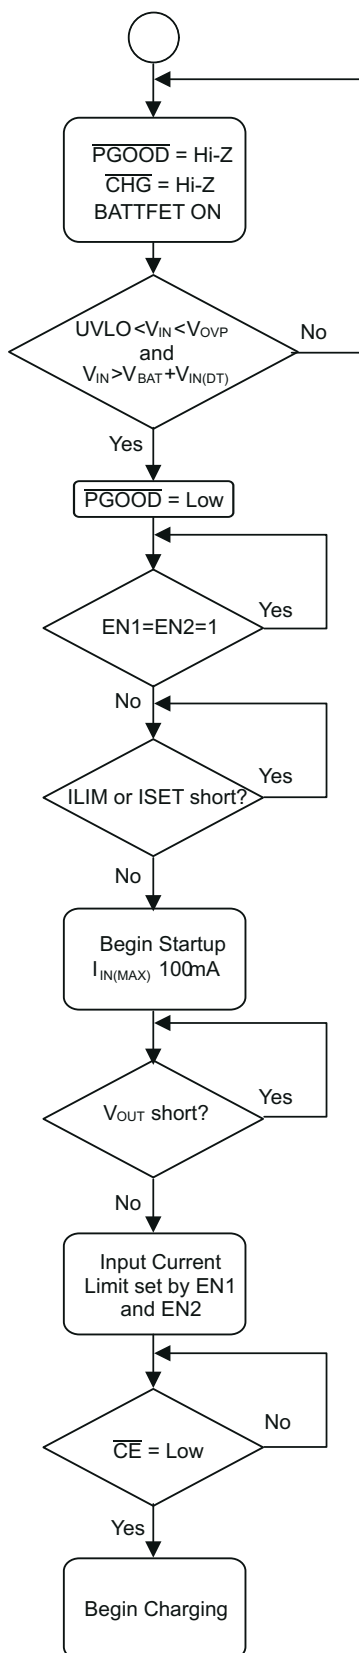 PGOOD = Hi-Z
CHG = Hi-Z
BATTFET ON
UVLO<VIN<VOVP
and
VIN>VBAT+VIN(DT)
No
Yes
PGOOD = Low
EN1=EN2=1
Yes
No
ILIM or ISET short?
Yes
No
Begin Startup
IIN(MAX) 100mA
VOUT short?
Yes
No
Input Current
Limit set by EN1
and EN2
CE = Low
No
Yes
Begin Charging